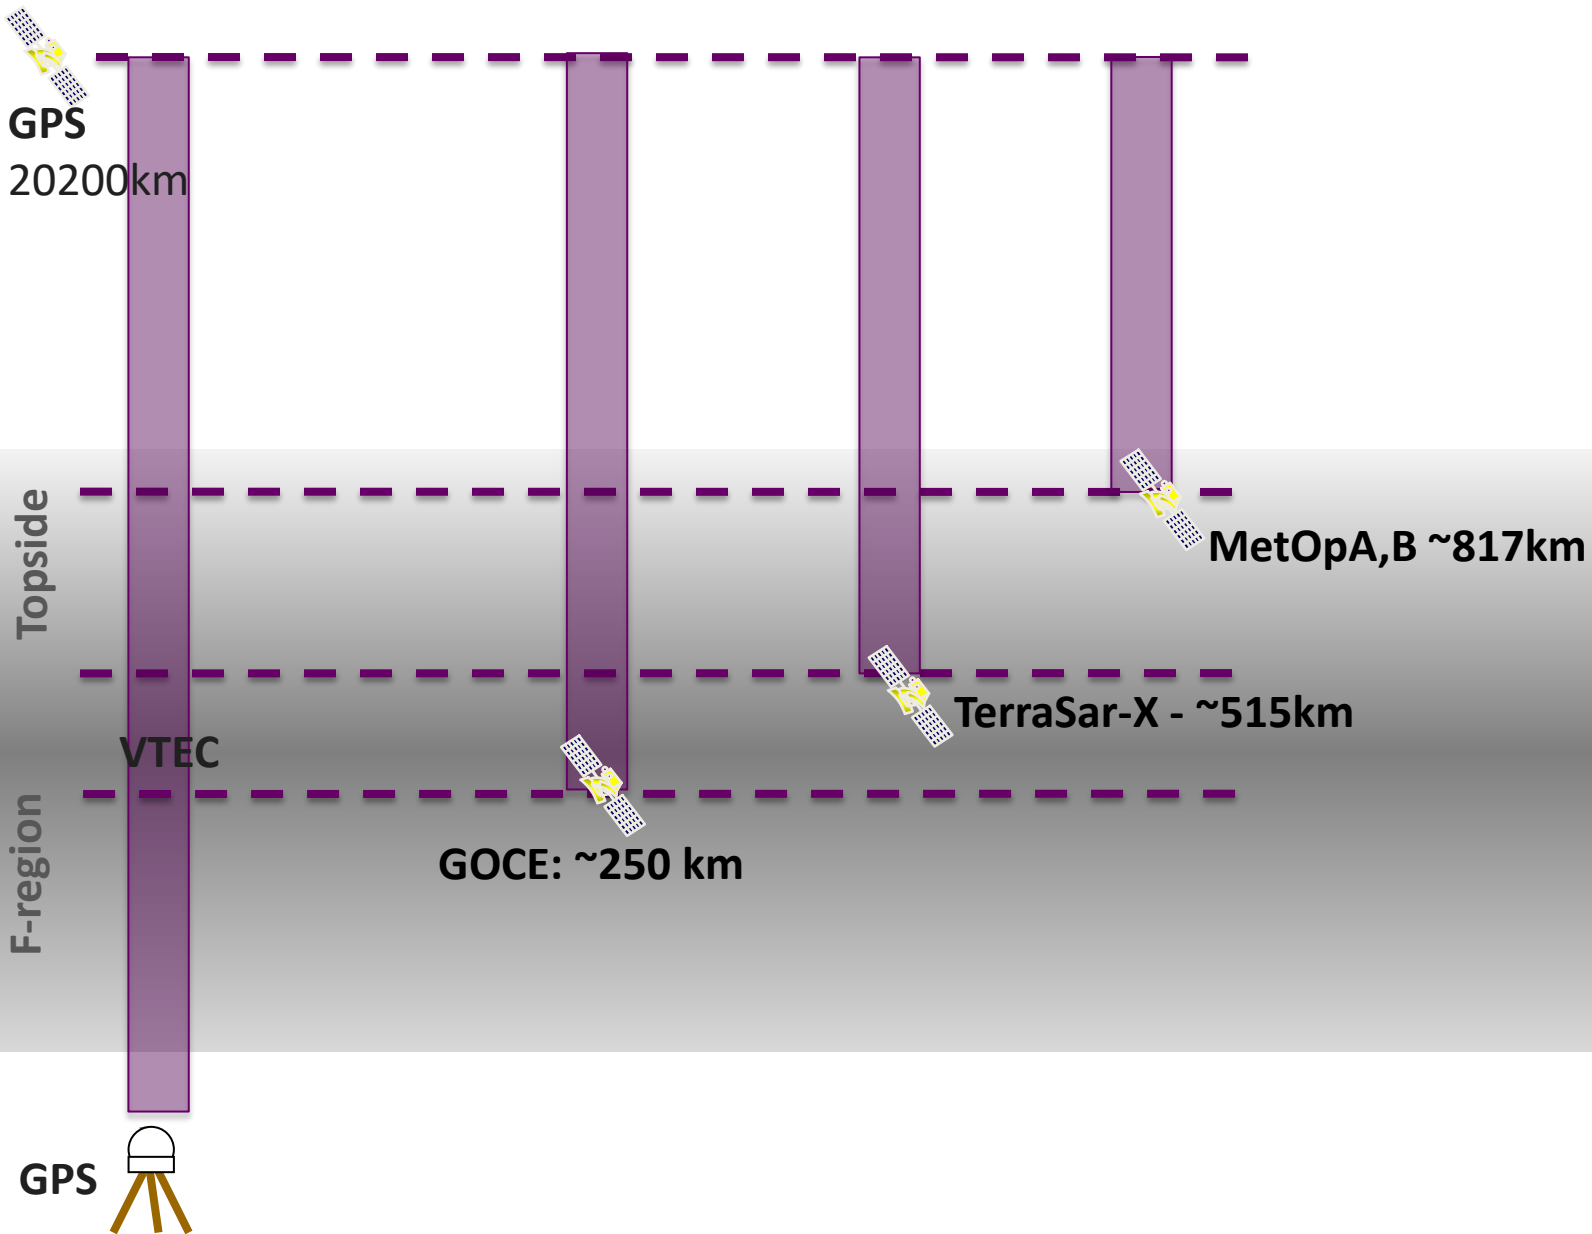 GPS
20200km
Topside
MetOpA,B ~817km
TerraSar-X - ~515km
VTEC
F-region
GOCE: ~250 km
GPS